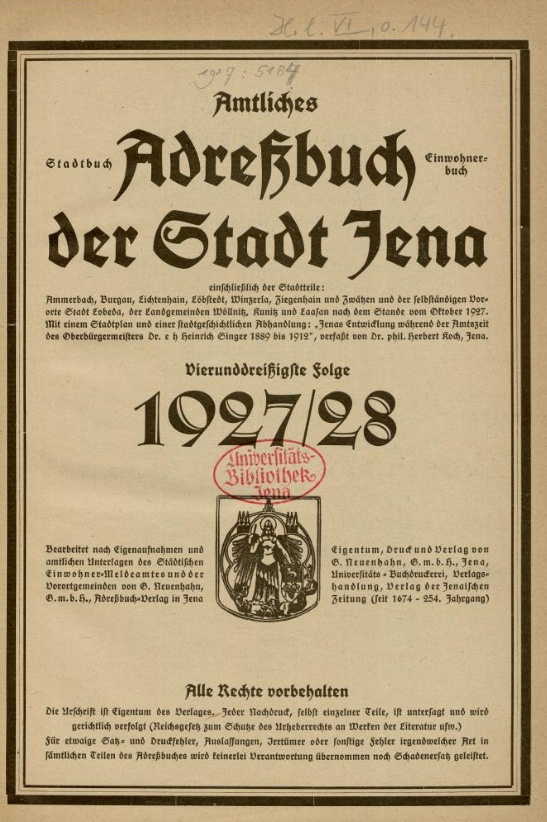 H. l. VI, o. 144.
1927: 5184
Amtliches
Stadtbuch Adreßbuch Einwohner-
buch
der Stadt Jena
einschließlich der Stadtteile:
Ammerbach, Burgau, Lichtenhain, Löbstedt, Winzerla, Ziegenhain und Zwätzen und der selbständigen Vor-
orte Stadt Lobeda, der Landgemeinden Wöllnitz, Kunitz und Laasan nach dem Stande vom Oktober 1927.
Mit einem Stadtplan und einer stadtgeschichtlichen Abhandlung: „Jenas Entwicklung während der Amtszeit
des Oberbürgermeisters Dr. e h Heinrich Singer 1889 bis 1912“, verfaßt von Dr. phil. Herbert Koch, Jena.
Vierunddreißigste Folge
1927/28
Universitäts-
Bibliothek
Jena
Bearbeitet nach Eigenaufnahmen und
amtlichen Unterlagen des Städtischen
Einwohner-Meldeamtes und der
Vorortgemeinden von G. Neuenhahn,
G.m.b.H., Adreßbuch-Verlag in Jena
Eigentum, Druck und Verlag von
G. Neuenhahn, G.m.b.H., Jena,
Universitäts-Buchdruckerei, Verlags-
handlung, Verlag der Jenaischen
Zeitung (seit 1674 - 254. Jahrgang)
Alle Rechte vorbehalten
Die Urschrift ist Eigentum des Verlages. Jeder Nachdruck, selbst einzelner Teile, ist untersagt und wird
gerichtlich verfolgt (Reichsgesetz zum Schutze des Urheberrechts an Werken der Literatur usw.)
Für etwaige Satz- und Druckfehler, Auslassungen, Irrtümer oder sonstige Fehler irgendwelcher Art in
sämtlichen Teilen des Adreßbuches wird keinerlei Verantwortung übernommen noch Schadenersatz geleistet.